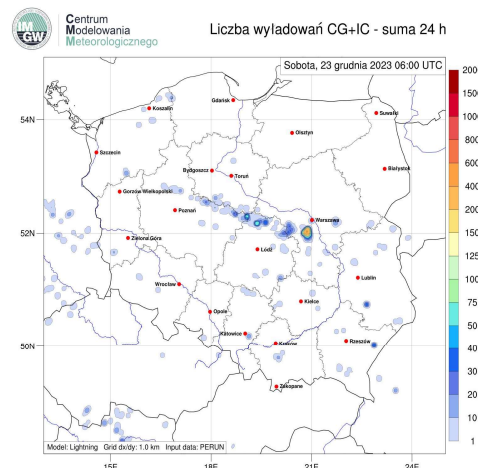 IMGW
Centrum
Modelowania
Meteorologicznego
Liczba wyladowań CG+IC - suma 24 h
Sobota, 23 grudnia 2023 06:00 UTC
Gdańsk
Koszalin
Suwałki
54N
Olsztyn
Szczecin
Białystok
Bydgoszcz
Toruń
Gorzów Wielkopolski
Poznań
Warszawa
52N
Zielona Góra
Łódź
Lublin
Wrocław
Kielce
Opole
Katowice
Kraków
Rzeszów
50N
Zakopane
Model: Lightning Grid dx/dy: 1.0 km Input data: PERUN
15E
18E
21E
24E
2000
1500
1000
800
600
400
200
150
125
100
75
50
40
30
20
10
1